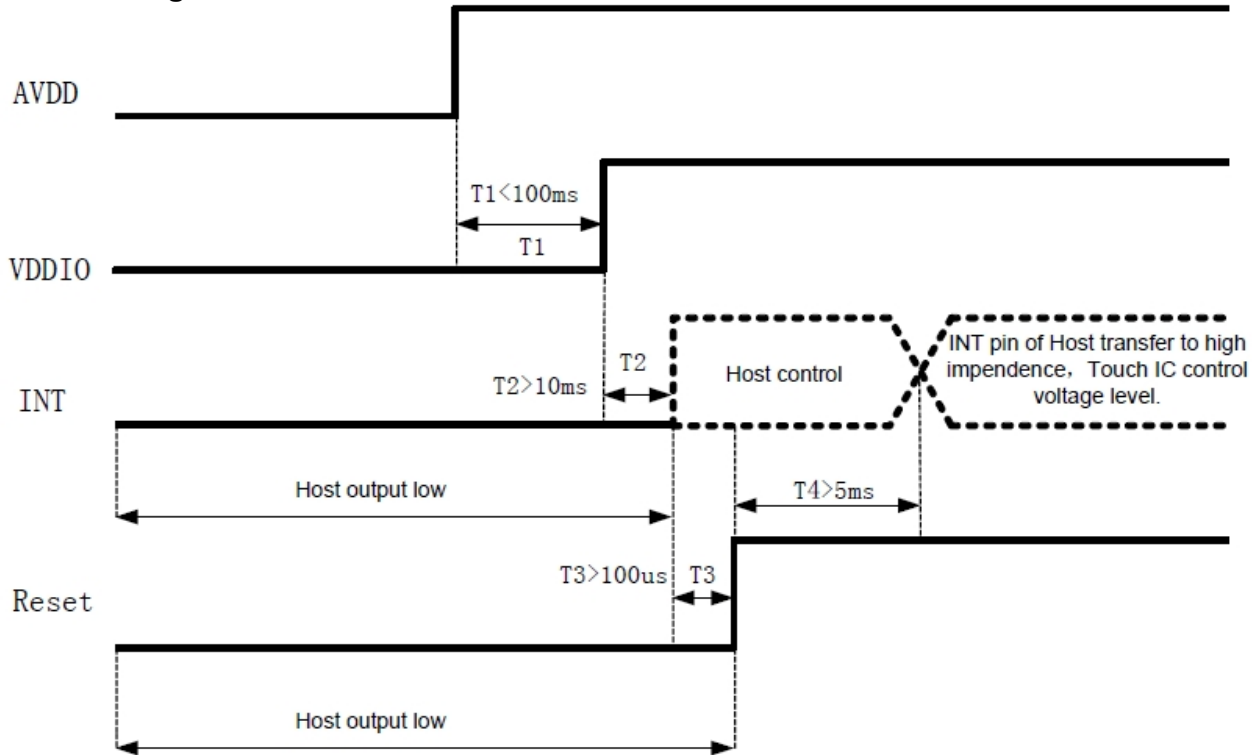 AVDD
T1<100ms
T1
VDDIO
T2
T2>10ms
INT
Host control
INT pin of Host transfer to high
impendence, Touch IC control
voltage level.
Host output low
T4>5ms
T3>100us
T3
Reset
Host output low